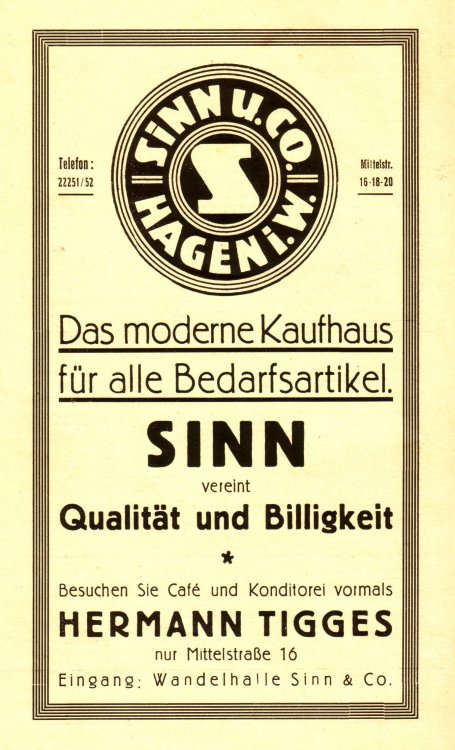 SiNN U. CO.
S
HAGEN i. W.
Telefon:
22251/52
Mittelstr.
16-18-20
Das moderne Kaufhaus
für alle Bedarfsartikel.
SINN
vereint
Qualität und Billigkeit
*
Besuchen Sie Café und Konditorei vormals
HERMANN TIGGES
nur Mittelstraße 16
Eingang: Wandelhalle Sinn & Co.